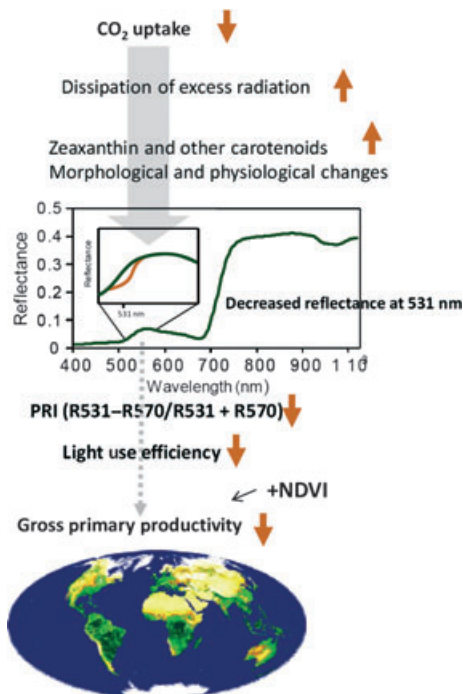 CO₂ uptake
Dissipation of excess radiation
Zeaxanthin and other carotenoids
Morphological and physiological changes
0.5
0.4
0.3
0.2
0.1
0
Reflectance
Reflectance
531 nm
Decreased reflectance at 531 nm
400 500 600 700 800 900 1 10³
Wavelength (nm)
PRI (R531–R570/R531 + R570)
Light use efficiency
+NDVI
Gross primary productivity